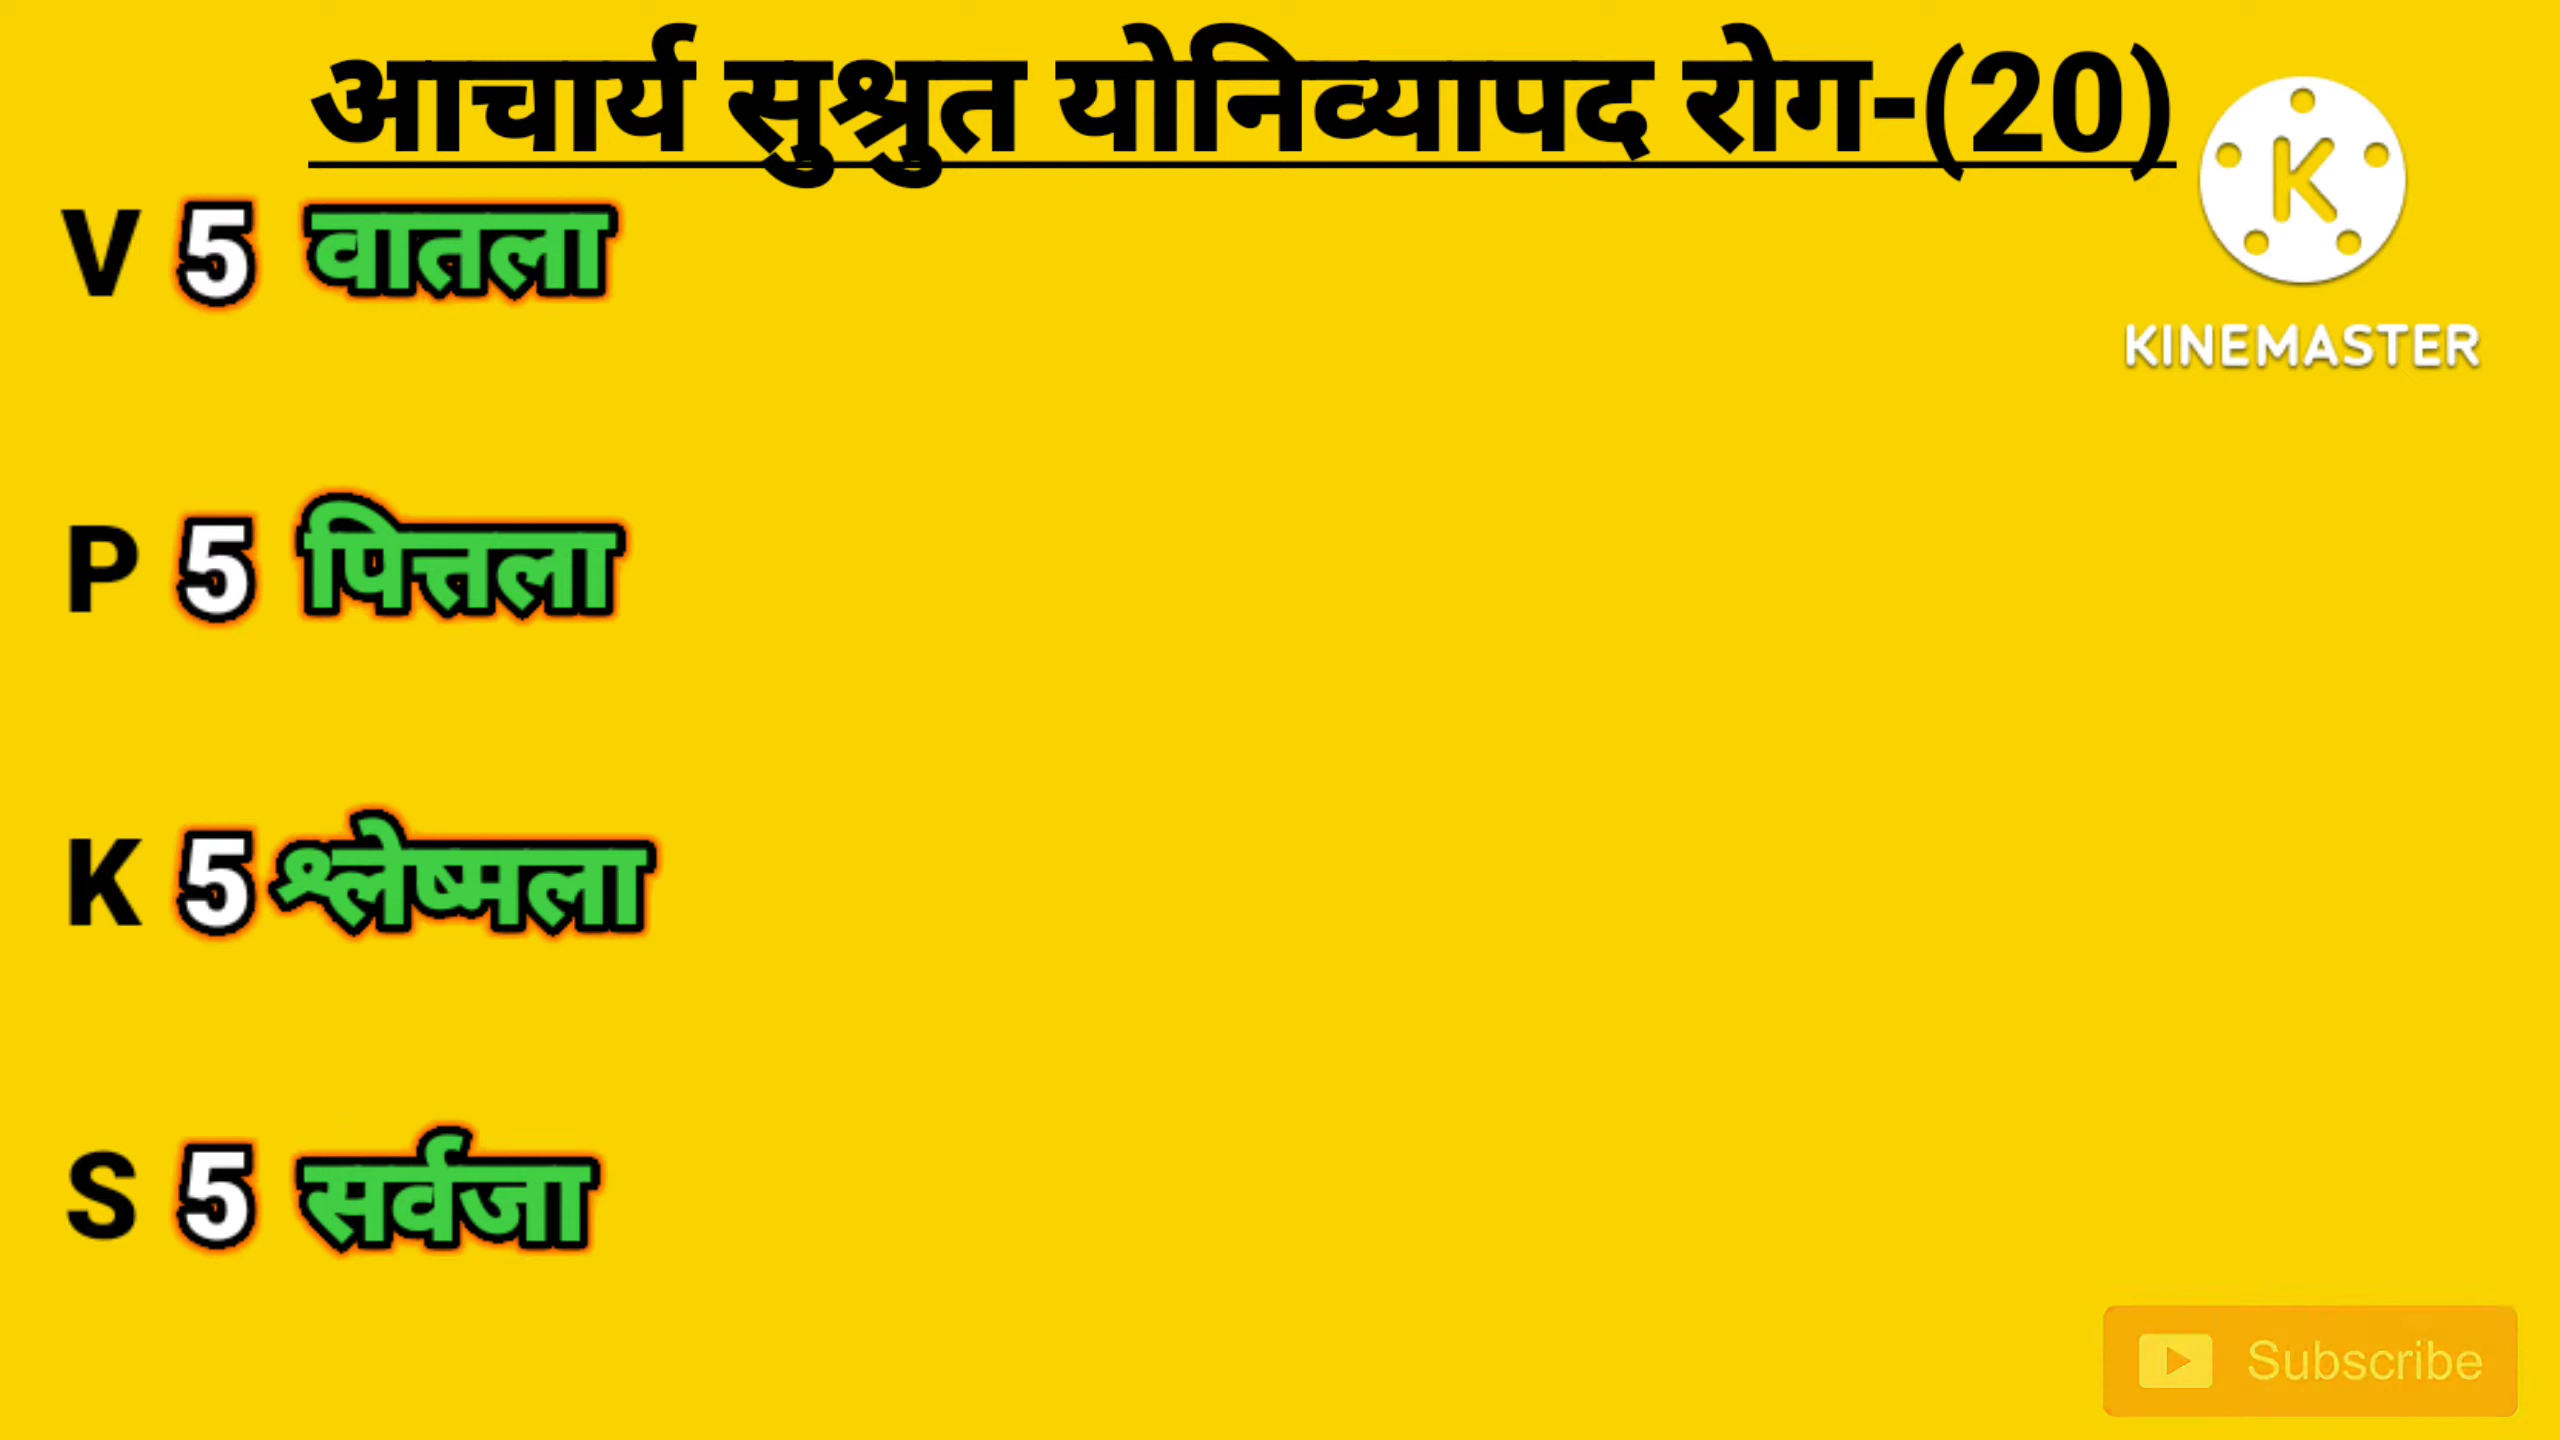 आचार्य सुश्रुत योनिव्यापद रोग-(20)
V 5 वातला
KINEMASTER
P 5 पित्तला
K 5 श्लेष्मला
S 5 सर्वजा
Subscribe